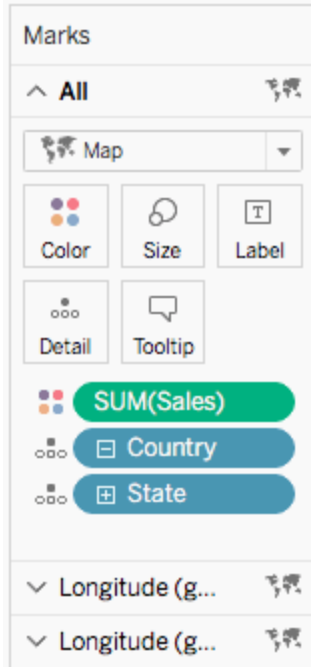 Marks
All
Map
Color Size Label
Detail Tooltip
SUM(Sales)
Country
State
Longitude (g...
Longitude (g...